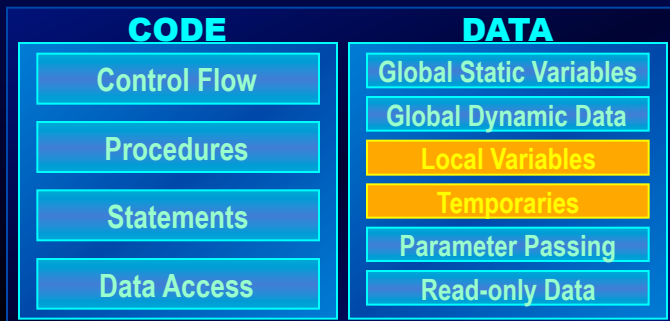 CODE
Control Flow
Procedures
Statements
Data Access
DATA
Global Static Variables
Global Dynamic Data
Local Variables
Temporaries
Parameter Passing
Read-only Data